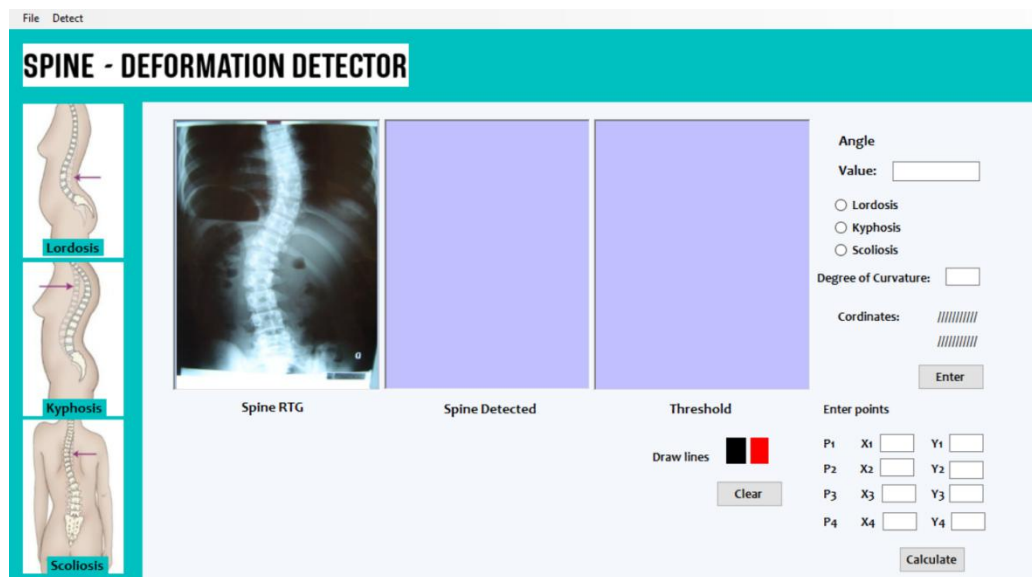 File Detect
SPINE - DEFORMATION DETECTOR
Lordosis
Kyphosis
Scoliosis
Spine RTG
Spine Detected
Threshold
Draw lines
Clear
Angle
Value:
Lordosis
Kyphosis
Scoliosis
Degree of Curvature:
Cordinates: ///////////
///////////
Enter
Enter points
P1 X1 Y1
P2 X2 Y2
P3 X3 Y3
P4 X4 Y4
Calculate